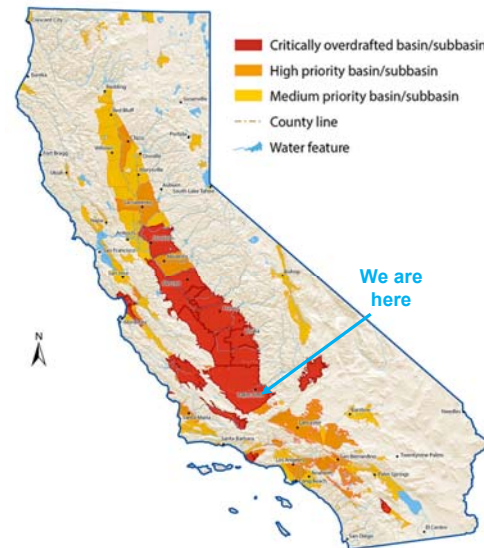 Crescent City
Critically overdrafted basin/subbasin
High priority basin/subbasin
Medium priority basin/subbasin
County line
Water feature
Eureka
Redding
Susanville
Red Bluff
Chico
Portola
Fort Bragg
Willows
Oroville
Marysville
Ukiah
Auburn
South Lake Tahoe
Sacramento
Napa
Antioch
San Francisco
San Jose
Bishop
We are
here
N
Needles
Santa Maria
Lancaster
Barstow
Santa Barbara
Los Angeles
San Bernardino
Twentynine Palms
Anaheim
Palm Springs
Long Beach
El Centro
San Diego